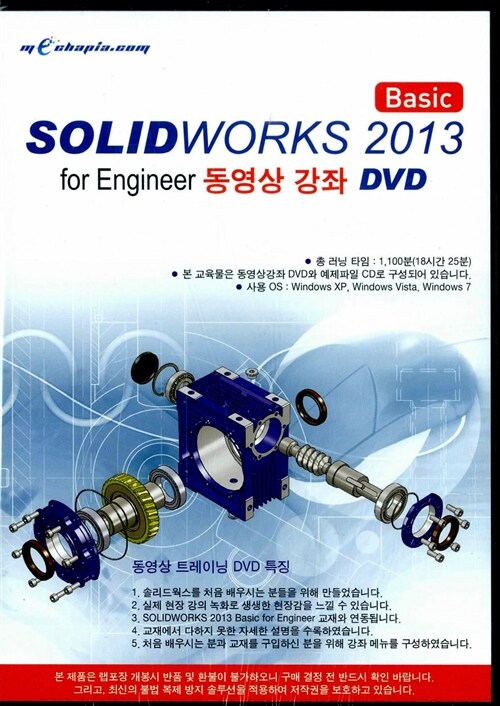 mechapia.com
Basic
SOLIDWORKS 2013
for Engineer 동영상 강좌 DVD
● 총 러닝 타임 : 1,100분(18시간 25분)
● 본 교육물은 동영상강좌 DVD와 예제파일 CD로 구성되어 있습니다.
● 사용 OS : Windows XP, Windows Vista, Windows 7
동영상 트레이닝 DVD 특징
1. 솔리드웍스를 처음 배우시는 분들을 위해 만들었습니다.
2. 실제 현장 강의 녹화로 생생한 현장감을 느낄 수 있습니다.
3. SOLIDWORKS 2013 Basic for Engineer 교재와 연동됩니다.
4. 교재에서 다하지 못한 자세한 설명을 수록하였습니다.
5. 처음 배우시는 분과 교재를 구입하신 분을 위해 강좌 메뉴를 구성하였습니다.
본 제품은 랩포장 개봉시 반품 및 환불이 불가하오니 구매 결정 전 반드시 확인 바랍니다.
그리고, 최신의 불법 복제 방지 솔루션을 적용하여 저작권을 보호하고 있습니다.